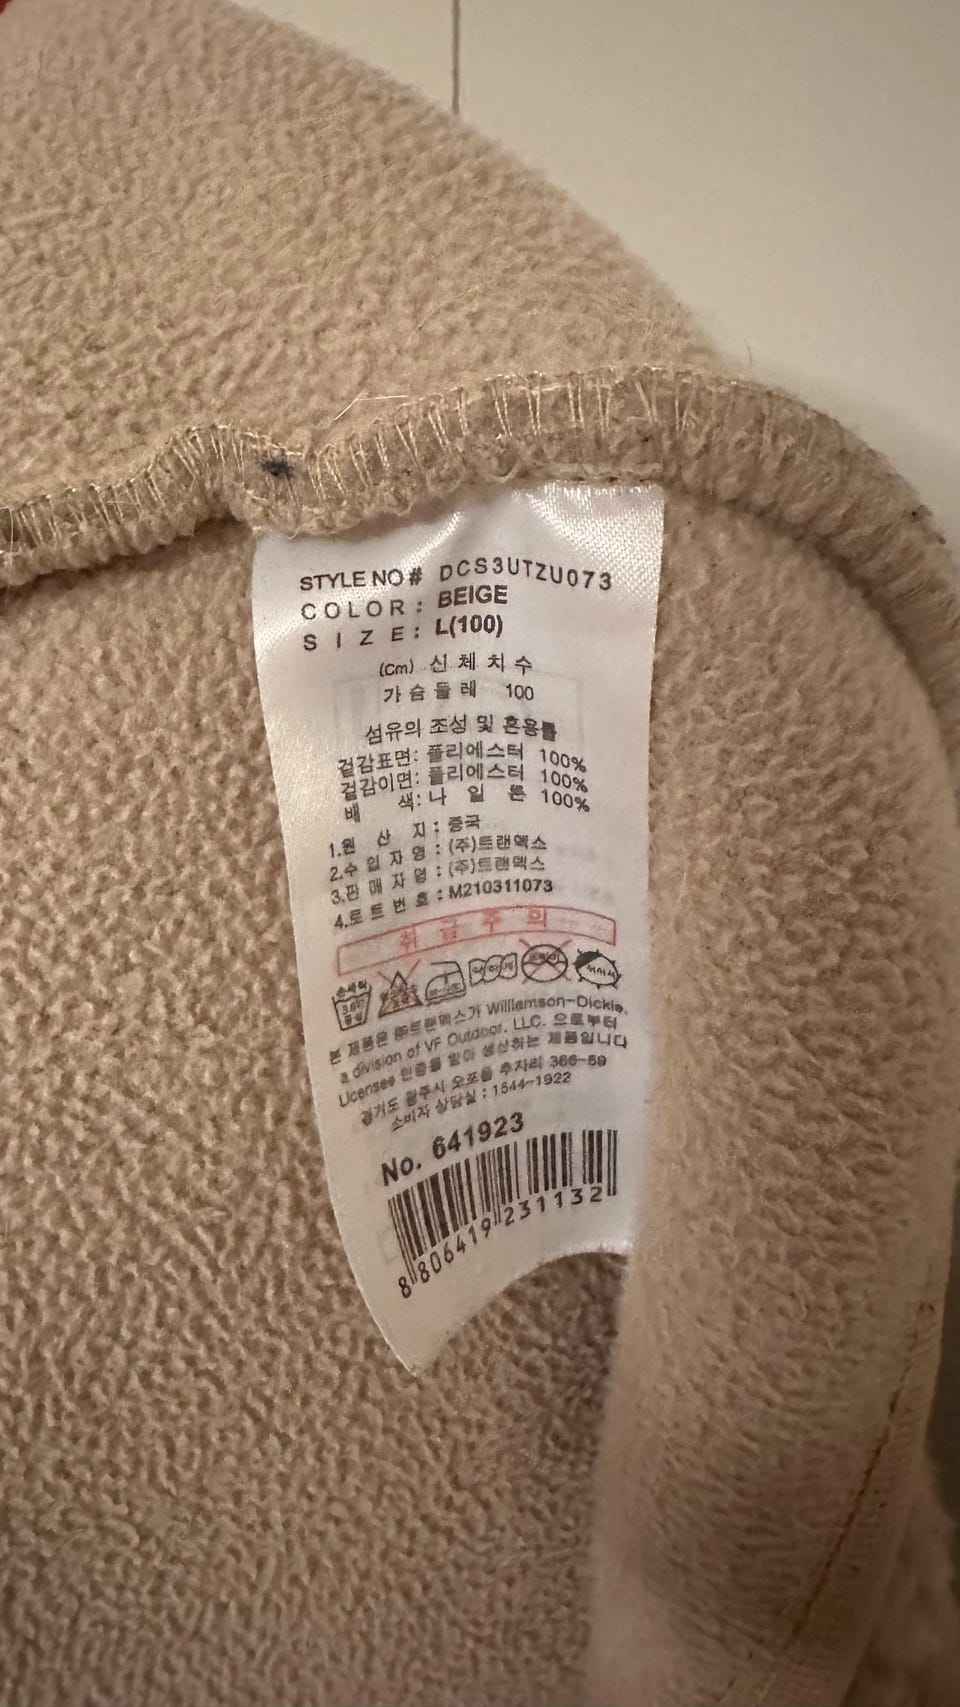 STYLE NO# DCS3UTZU073
COLOR: BEIGE
SIZE: L(100)
(Cm) 신체치수
가슴둘레 100
섬유의 조성 및 혼용률
겉감표면: 폴리에스터 100%
겉감이면: 폴리에스터 100%
배 색: 나 일 론 100%
1.원 산 지: 중국
2.수 입 자 명: (주)트랜멕스
3.판 매 자 명: (주)트랜멕스
4.로 트 번 호: M210311073
취 급 주 의
손세탁
본 제품은 ㈜트랜멕스가 Williamson-Dickie,
a division of VF Outdoor, LLC. 으로부터
Licensee 인증을 받아 생산하는 제품입니다
경기도 광주시 오포읍 추자리 366-59
소비자 상담실 : 1544-1922
No. 641923
8 806419 231132